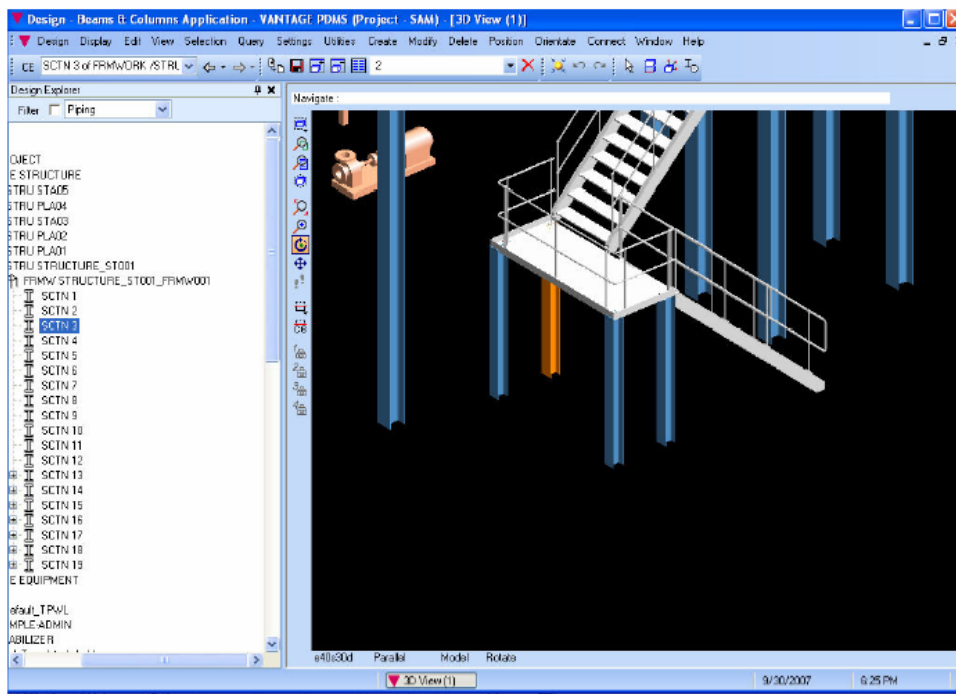 Design - Beams & Columns Application - VANTAGE PDMS (Project - SAM) - [3D View (1)]
Design Display Edit View Selection Query Settings Utilities Create Modify Delete Position Orientate Connect Window Help
CE SCTN 3 of FRMWORK /STRL 2
Design Explorer
Navigate :
Filter Piping
OJECT
E STRUCTURE
STRU STA05
STRU PLA04
STRU STA03
STRU PLA02
STRU PLA01
STRU STRUCTURE_ST001
FRMW STRUCTURE_ST001_FRMW001
SCTN 1
SCTN 2
SCTN 3
SCTN 4
SCTN 5
SCTN 6
SCTN 7
SCTN 8
SCTN 9
SCTN 10
SCTN 11
SCTN 12
SCTN 13
SCTN 14
SCTN 15
SCTN 16
SCTN 17
SCTN 18
SCTN 19
E EQUIPMENT
efault_TPWL
MPLE-ADMIN
ABILIZER
e40s30d Parallel Model Rotate
3D View (1) 9/30/2007 6:25 PM